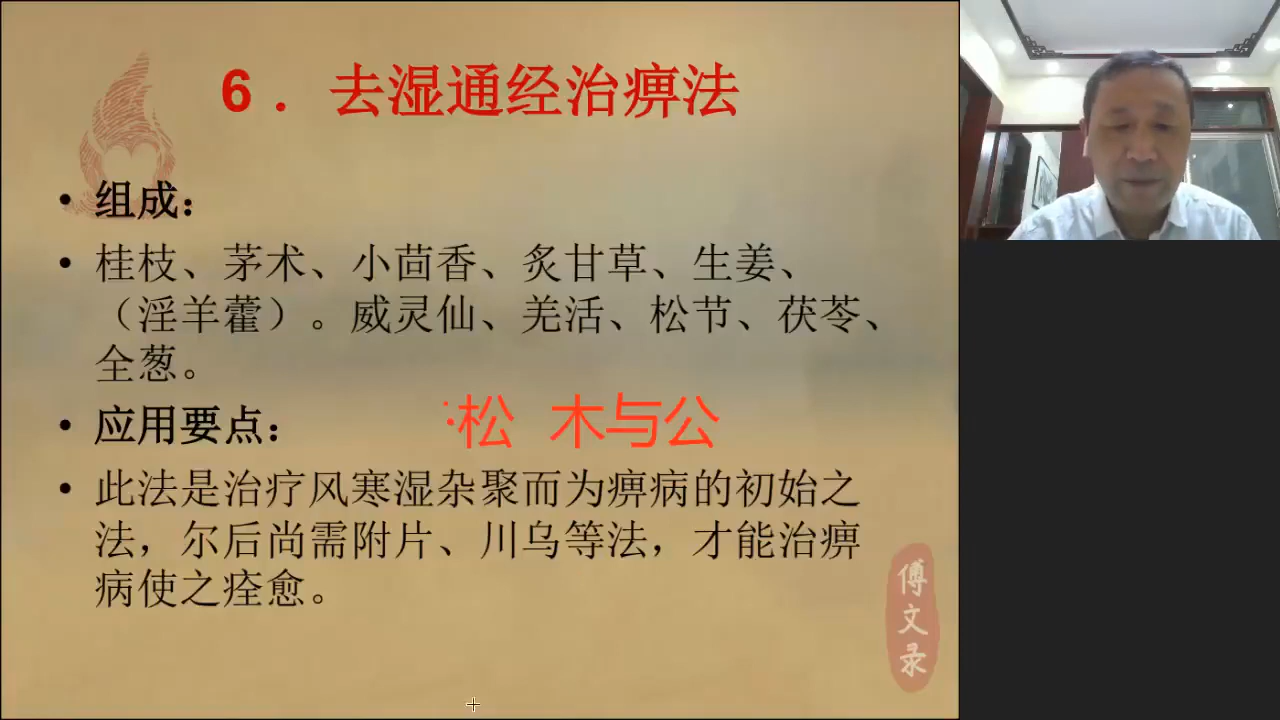 6．去湿通经治痹法
• 组成：
• 桂枝、茅术、小茴香、炙甘草、生姜、
（淫羊藿）。威灵仙、羌活、松节、茯苓、
全葱。
• 应用要点：
松 木与公
• 此法是治疗风寒湿杂聚而为痹病的初始之
法，尔后尚需附片、川乌等法，才能治痹
病使之痊愈。
傅文录